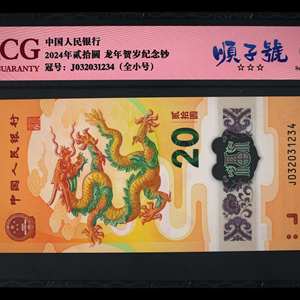 CG
GUARANTY
中国人民银行
2024年贰拾圆 龙年贺岁纪念钞
冠号：J032031234（全小号）
順子號
☆☆☆
中国人民银行
贰拾圆
20
J032031234